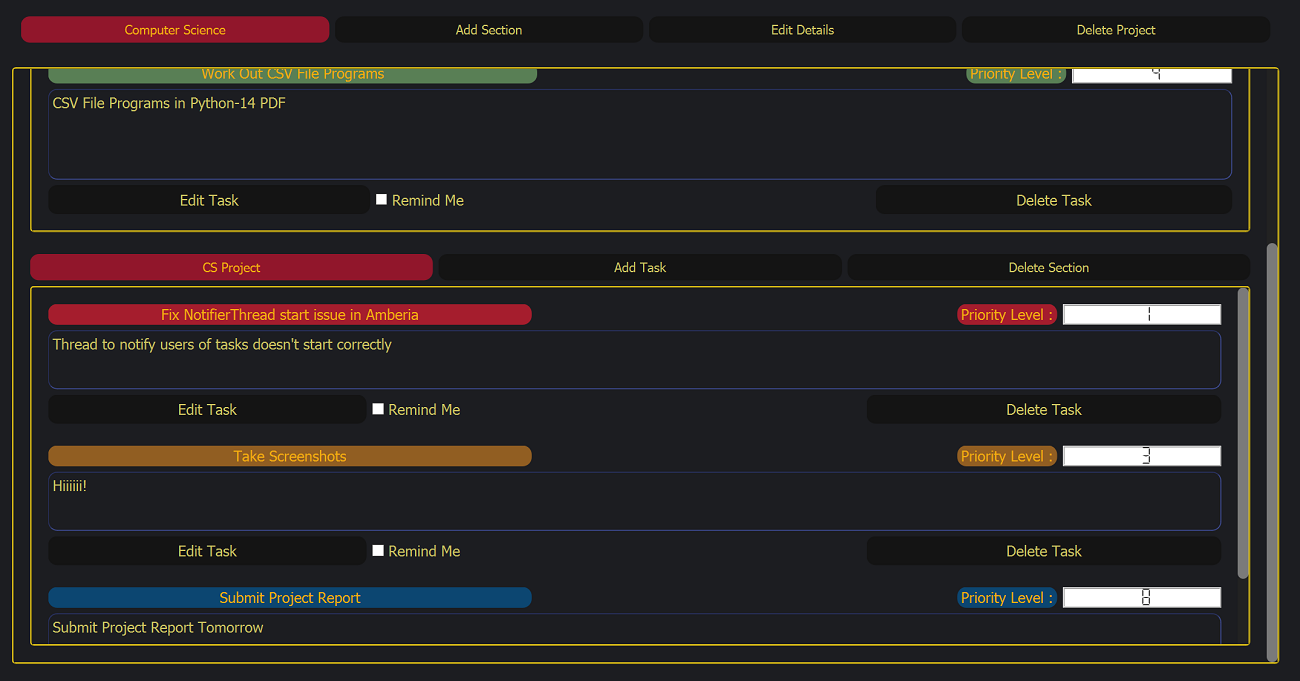 Computer Science Add Section Edit Details Delete Project
Work Out CSV File Programs Priority Level : 4
CSV File Programs in Python-14 PDF
Edit Task Remind Me Delete Task
CS Project Add Task Delete Section
Fix NotifierThread start issue in Amberia Priority Level : 1
Thread to notify users of tasks doesn't start correctly
Edit Task Remind Me Delete Task
Take Screenshots Priority Level : 3
Hiiiiii!
Edit Task Remind Me Delete Task
Submit Project Report Priority Level : 8
Submit Project Report Tomorrow